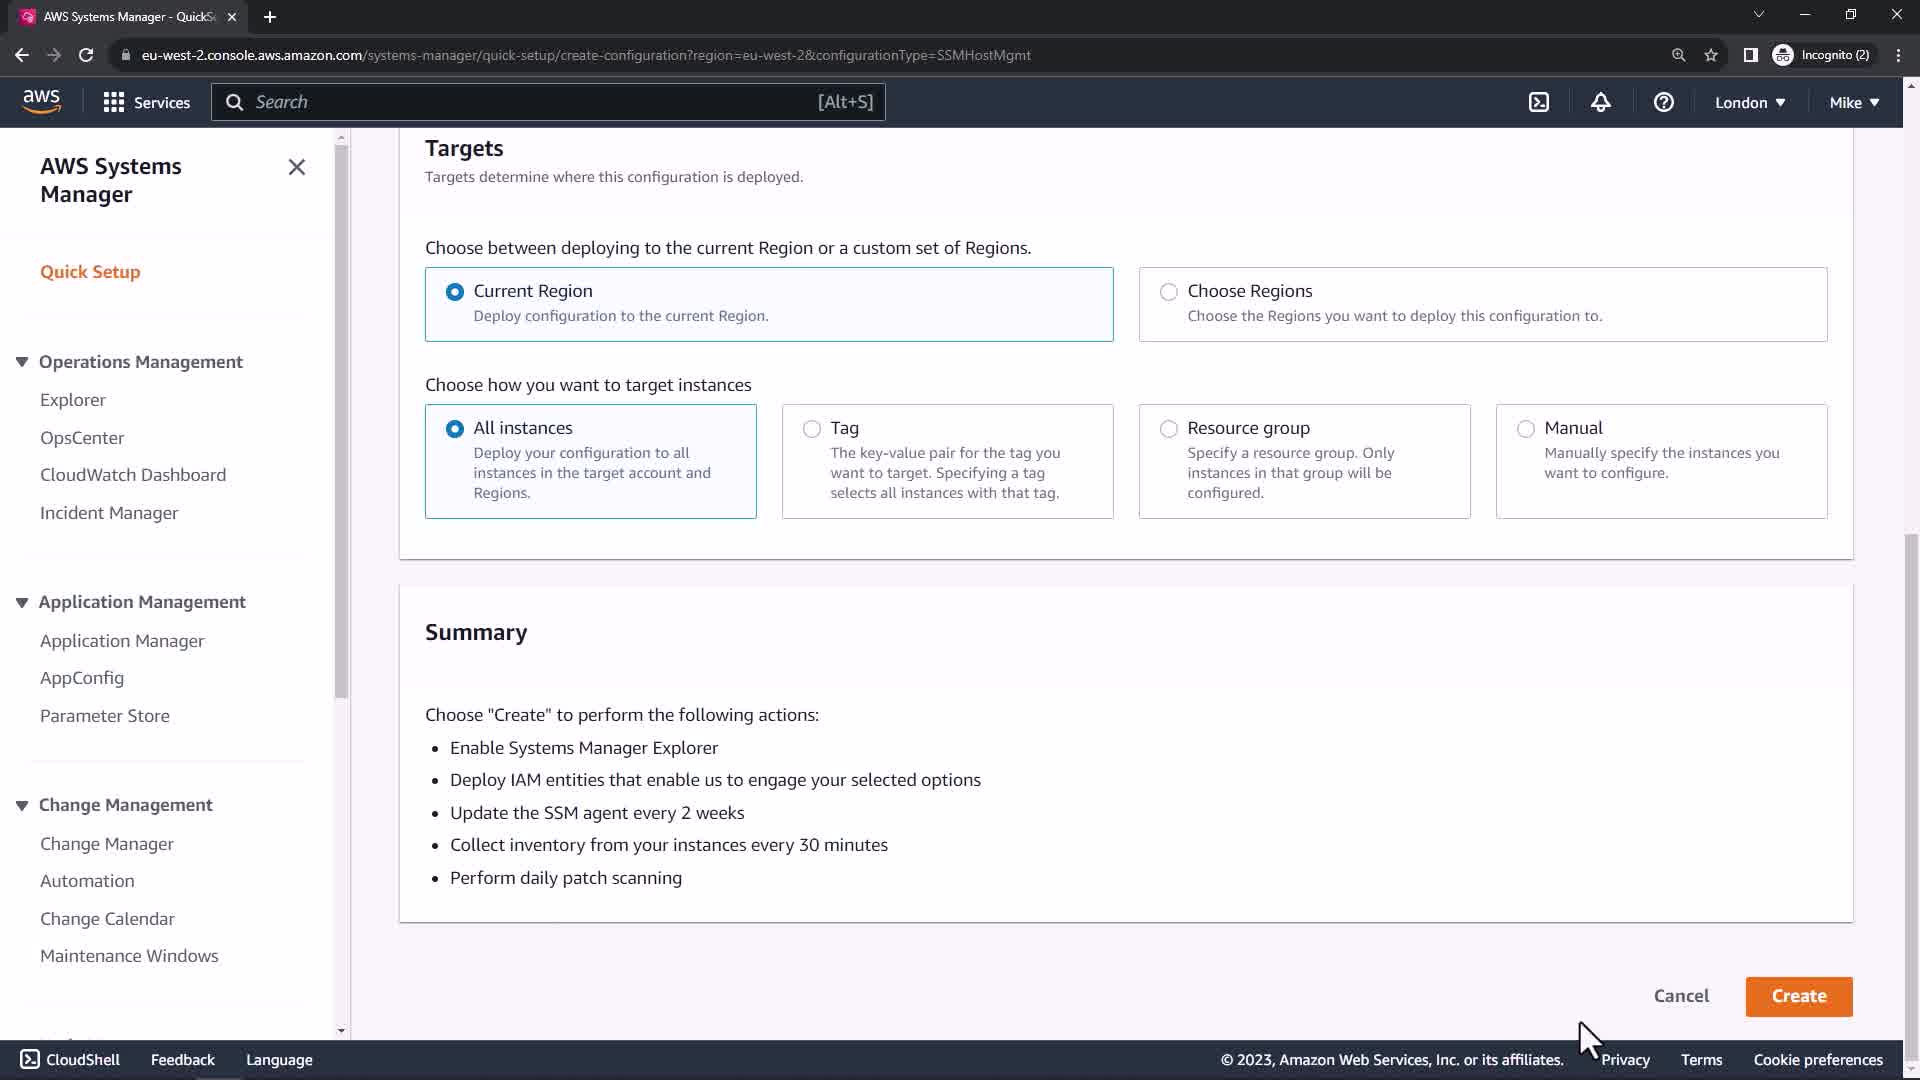 AWS Systems Manager - QuickSe
Incognito (2)
eu-west-2.console.aws.amazon.com/systems-manager/quick-setup/create-configuration?region=eu-west-2&configurationType=SSMHostMgmt
aws
Services
Search
[Alt+S]
London
Mike
AWS Systems
Manager
Quick Setup
Operations Management
Explorer
OpsCenter
CloudWatch Dashboard
Incident Manager
Application Management
Application Manager
AppConfig
Parameter Store
Change Management
Change Manager
Automation
Change Calendar
Maintenance Windows
Targets
Targets determine where this configuration is deployed.
Choose between deploying to the current Region or a custom set of Regions.
Current Region
Deploy configuration to the current Region.
Choose Regions
Choose the Regions you want to deploy this configuration to.
Choose how you want to target instances
All instances
Deploy your configuration to all
instances in the target account and
Regions.
Tag
The key-value pair for the tag you
want to target. Specifying a tag
selects all instances with that tag.
Resource group
Specify a resource group. Only
instances in that group will be
configured.
Manual
Manually specify the instances you
want to configure.
Summary
Choose "Create" to perform the following actions:
Enable Systems Manager Explorer
Deploy IAM entities that enable us to engage your selected options
Update the SSM agent every 2 weeks
Collect inventory from your instances every 30 minutes
Perform daily patch scanning
Cancel
Create
CloudShell
Feedback
Language
© 2023, Amazon Web Services, Inc. or its affiliates.
Privacy
Terms
Cookie preferences